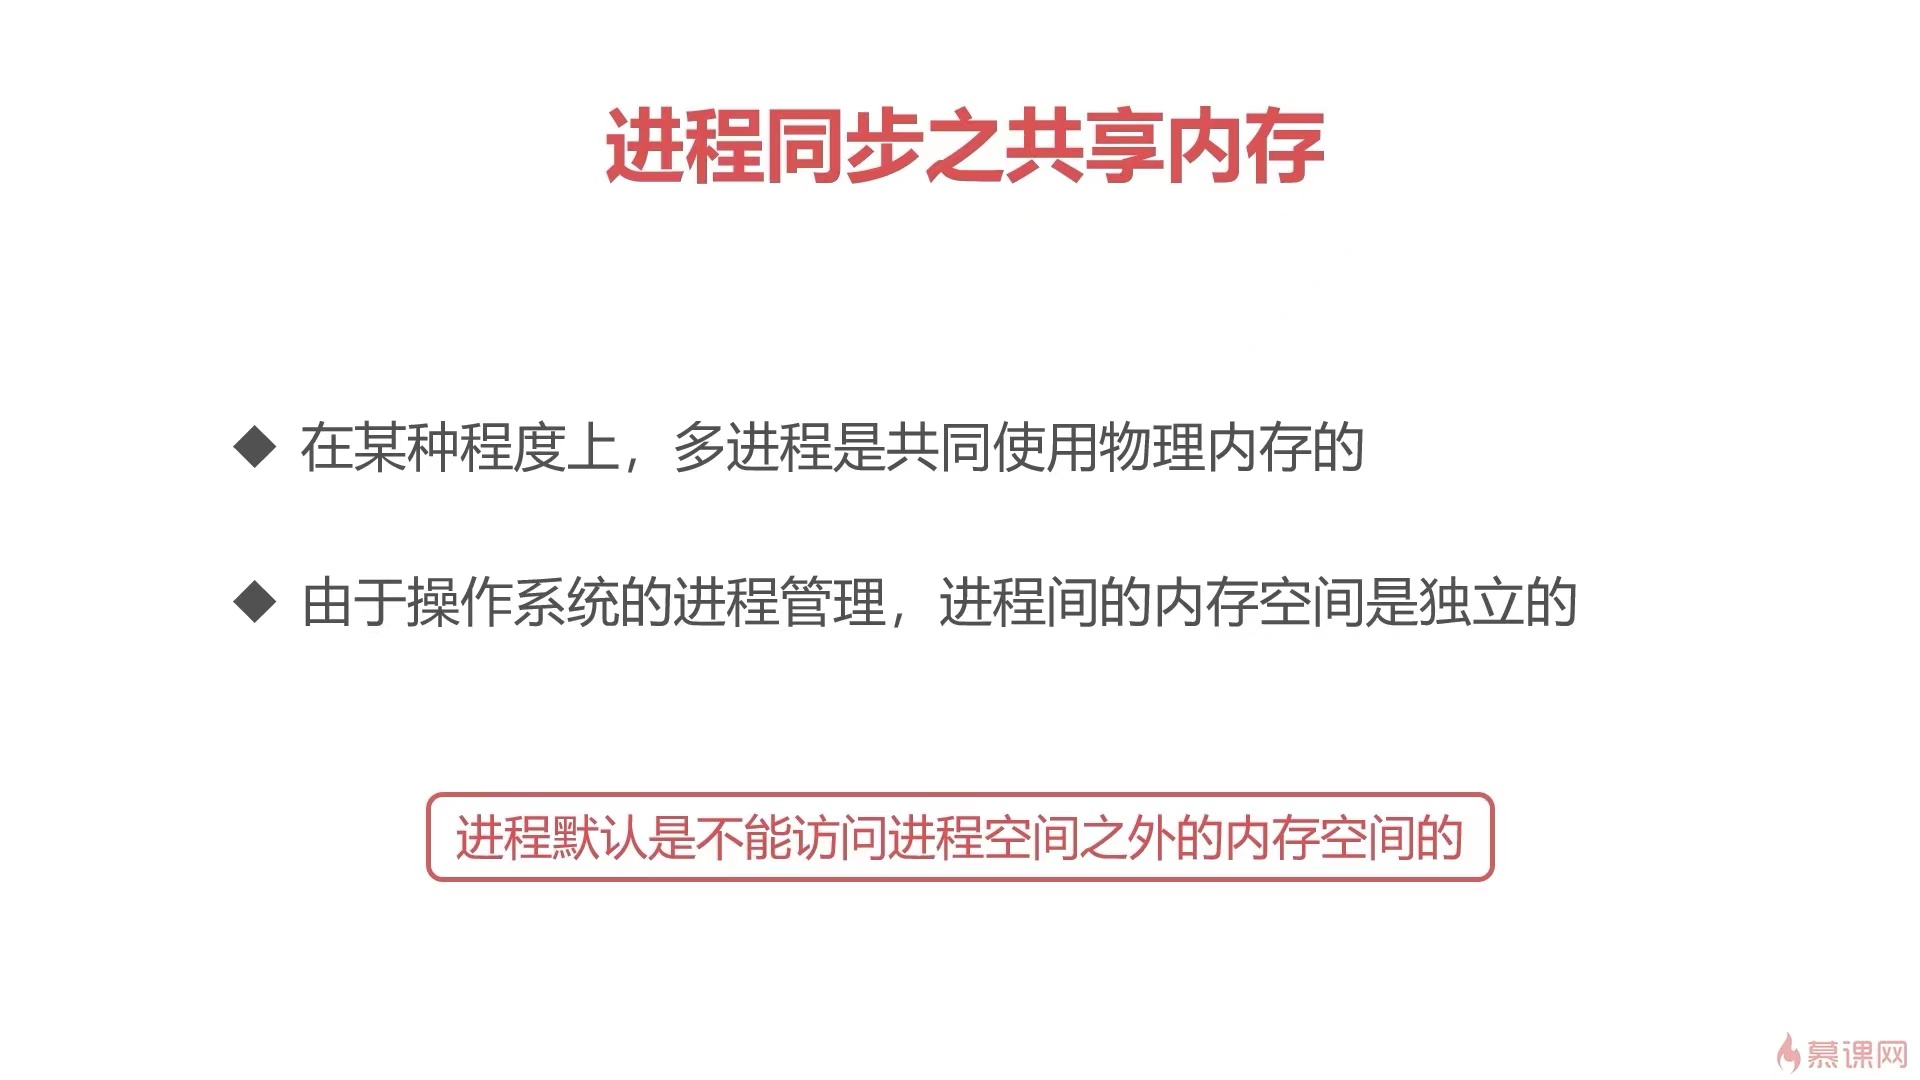 进程同步之共享内存
◆ 在某种程度上，多进程是共同使用物理内存的
◆ 由于操作系统的进程管理，进程间的内存空间是独立的
进程默认是不能访问进程空间之外的内存空间的
慕课网